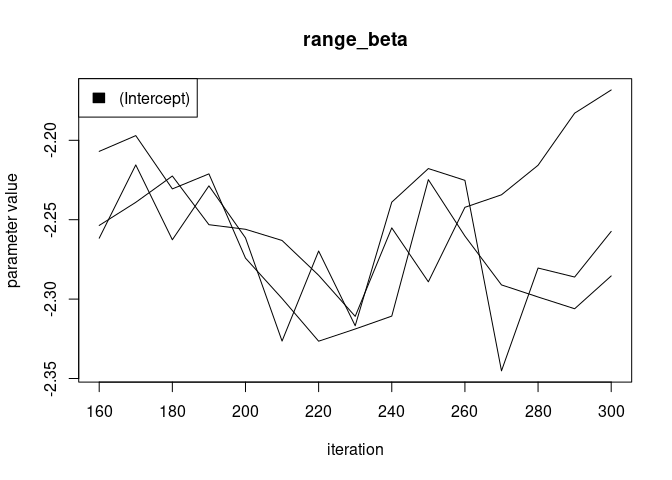 range_beta
(Intercept)
-2.20
-2.25
-2.30
-2.35
parameter value
160 180 200 220 240 260 280 300
iteration